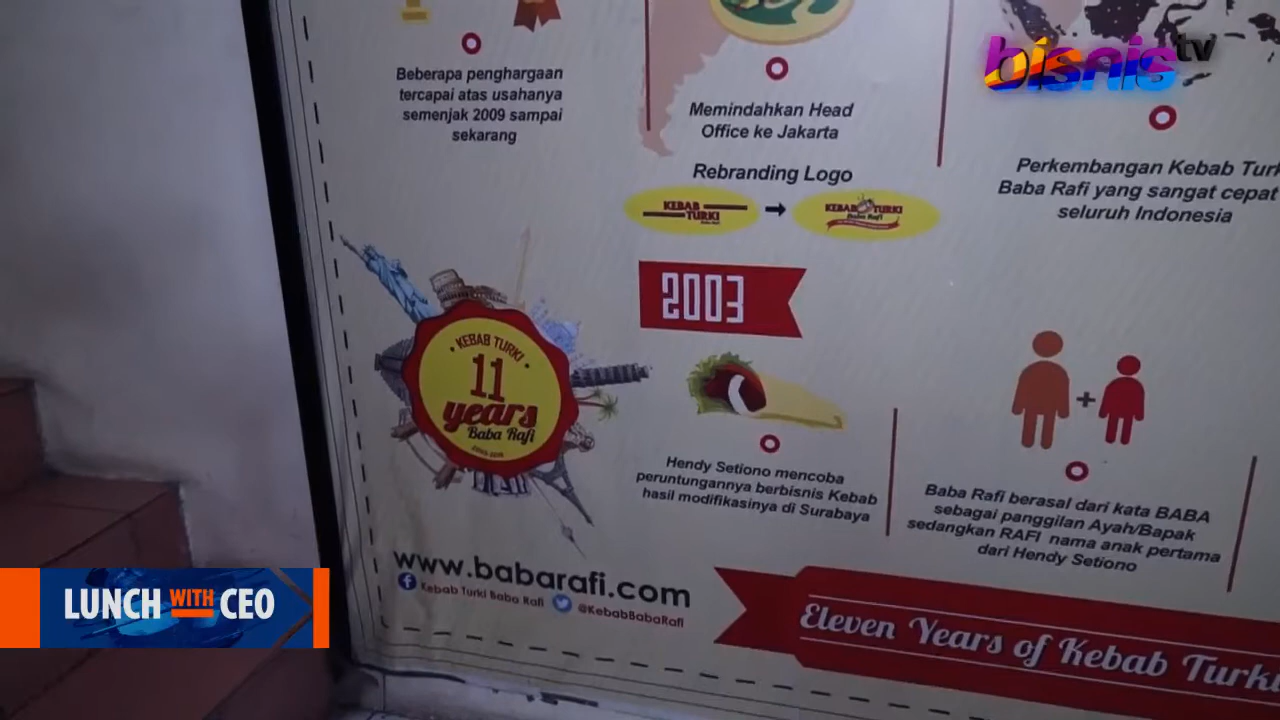 bisnis tv
Beberapa penghargaan
tercapai atas usahanya
semenjak 2009 sampai
sekarang
Memindahkan Head
Office ke Jakarta
Rebranding Logo
KEBAB
TURKI
KEBAB TURKI
Baba Rafi
Perkembangan Kebab
Baba Rafi yang sangat cepat
seluruh Indonesia
2003
KEBAB TURKI
11
years
Baba Rafi
Hendy Setiono mencoba
peruntungannya berbisnis Kebab
hasil modifikasinya di Surabaya
+
Baba Rafi berasal dari kata BABA
sebagai panggilan Ayah/Bapak
sedangkan RAFI nama anak pertama
dari Hendy Setiono
www.babarafi.com
Kebab Turki Baba Rafi @KebabBabaRafi
Eleven Years of Kebab Turki
LUNCH WITH CEO